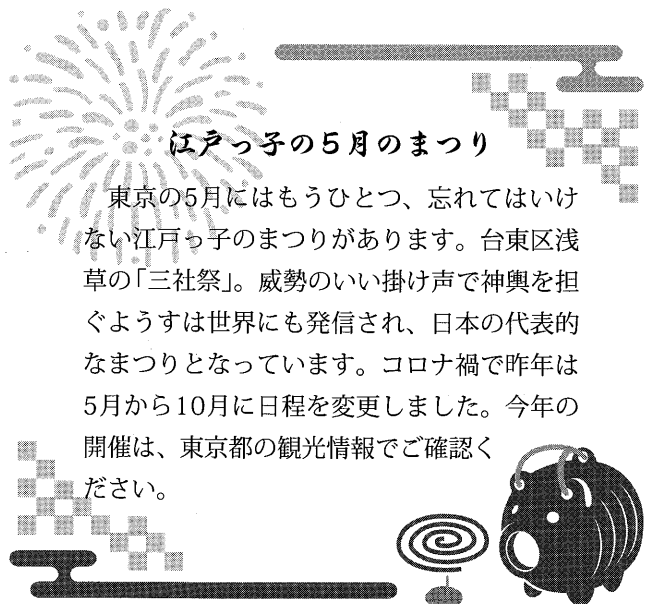 江戸っ子の5月のまつり
東京の5月にはもうひとつ、忘れてはいけ
ない江戸っ子のまつりがあります。台東区浅
草の「三社祭」。威勢のいい掛け声で神輿を担
ぐようすは世界にも発信され、日本の代表的
なまつりとなっています。コロナ禍で昨年は
5月から10月に日程を変更しました。今年の
開催は、東京都の観光情報でご確認く
ださい。